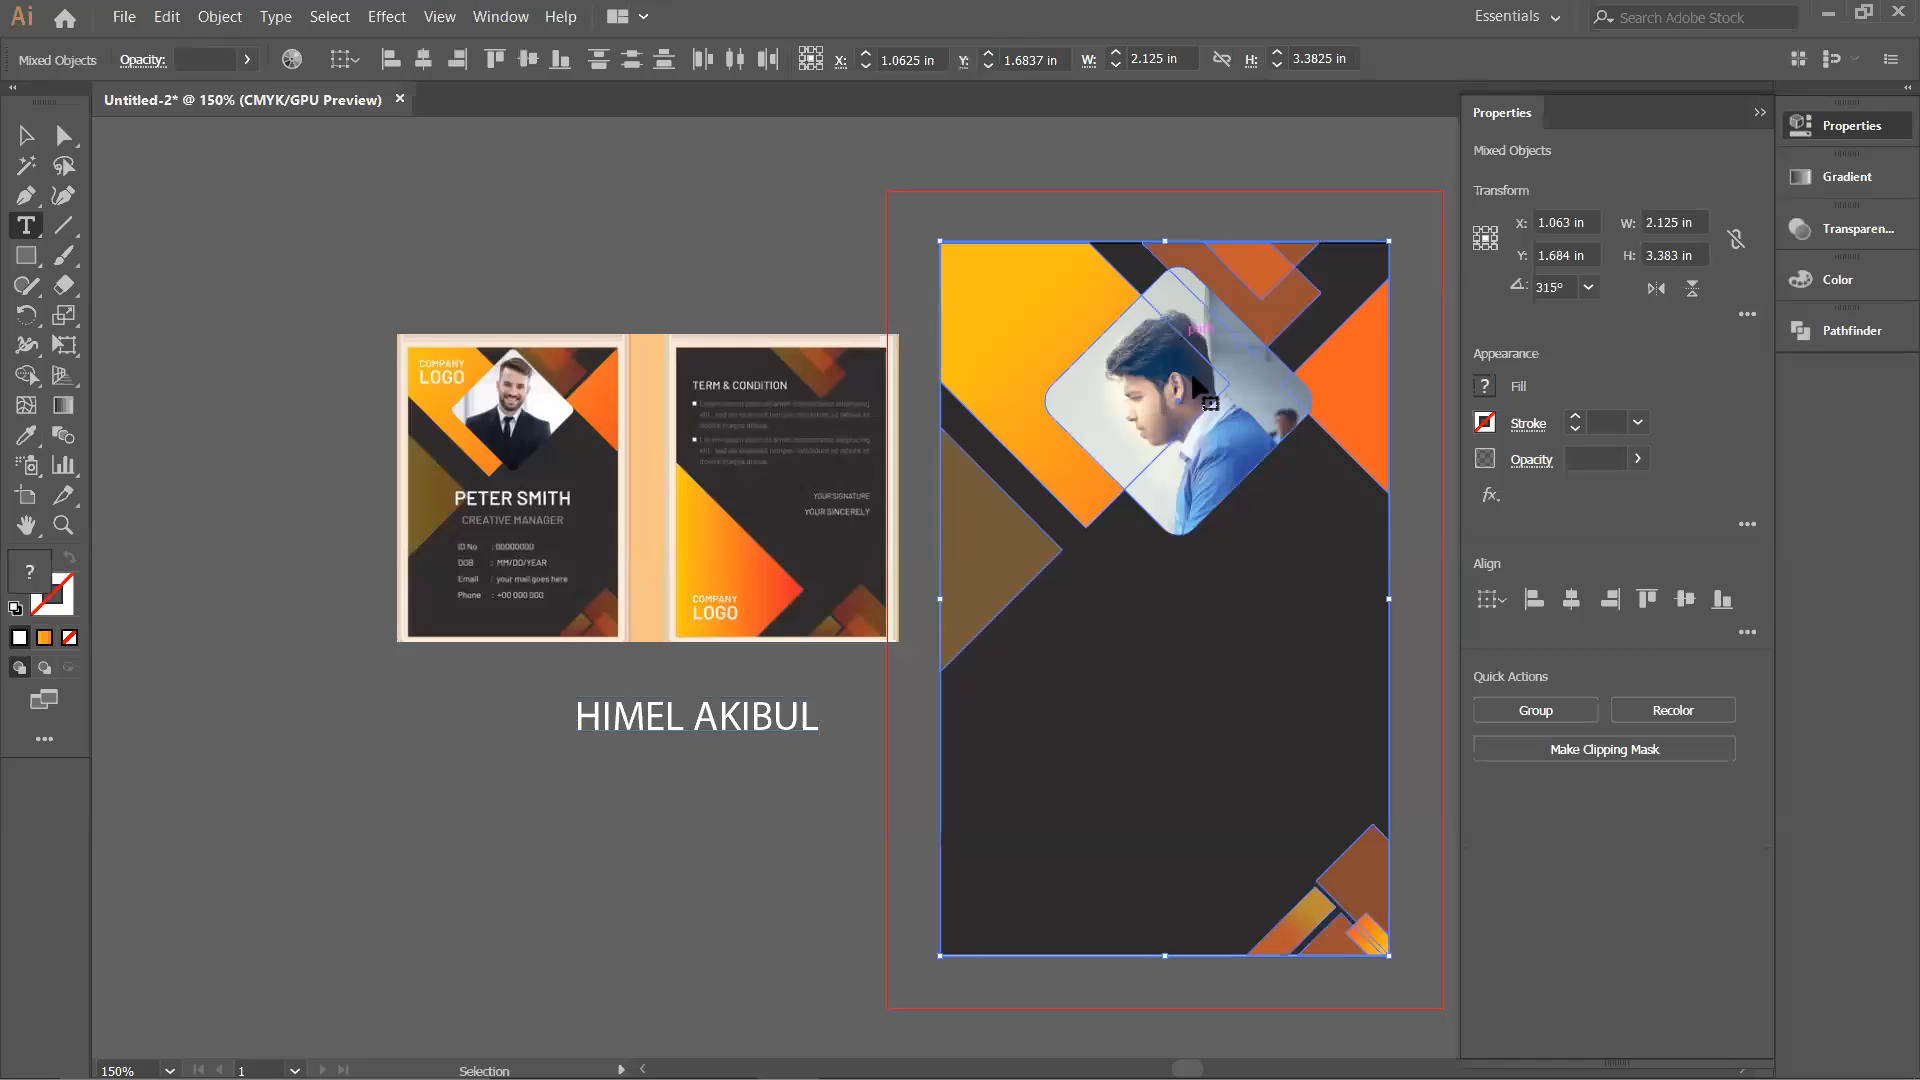 Ai File Edit Object Type Select Effect View Window Help Essentials Search Adobe Stock
Mixed Objects Opacity: X: 1.0625 in Y: 1.6837 in W: 2.125 in H: 3.3825 in
Untitled-2* @ 150% (CMYK/GPU Preview)
Properties
Mixed Objects
Transform
X: 1.063 in W: 2.125 in
Y: 1.684 in H: 3.383 in
315°
Appearance
? Fill
Stroke
Opacity
fx
Align
Quick Actions
Group Recolor
Make Clipping Mask
Properties
Gradient
Transparen...
Color
Pathfinder
T
?
COMPANY
LOGO
PETER SMITH
CREATIVE MANAGER
ID No : 00000000
DOB : MM/DD/YEAR
Email : your mail goes here
Phone : +00 000 000
TERM & CONDITION
YOUR SIGNATURE
YOUR SINCERELY
COMPANY
LOGO
HIMEL AKIBUL
150% 1 Selection